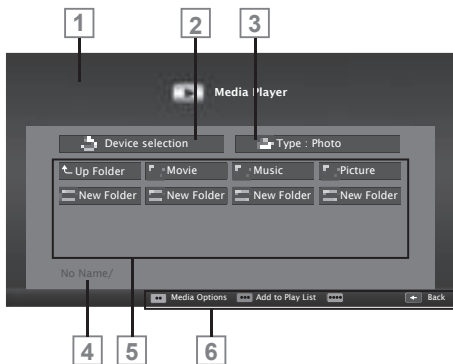 1 2 3
Media Player
Device selection Type : Photo
Up Folder Movie Music Picture
New Folder New Folder New Folder New Folder
No Name/
Media Options Add to Play List Back
4 5 6